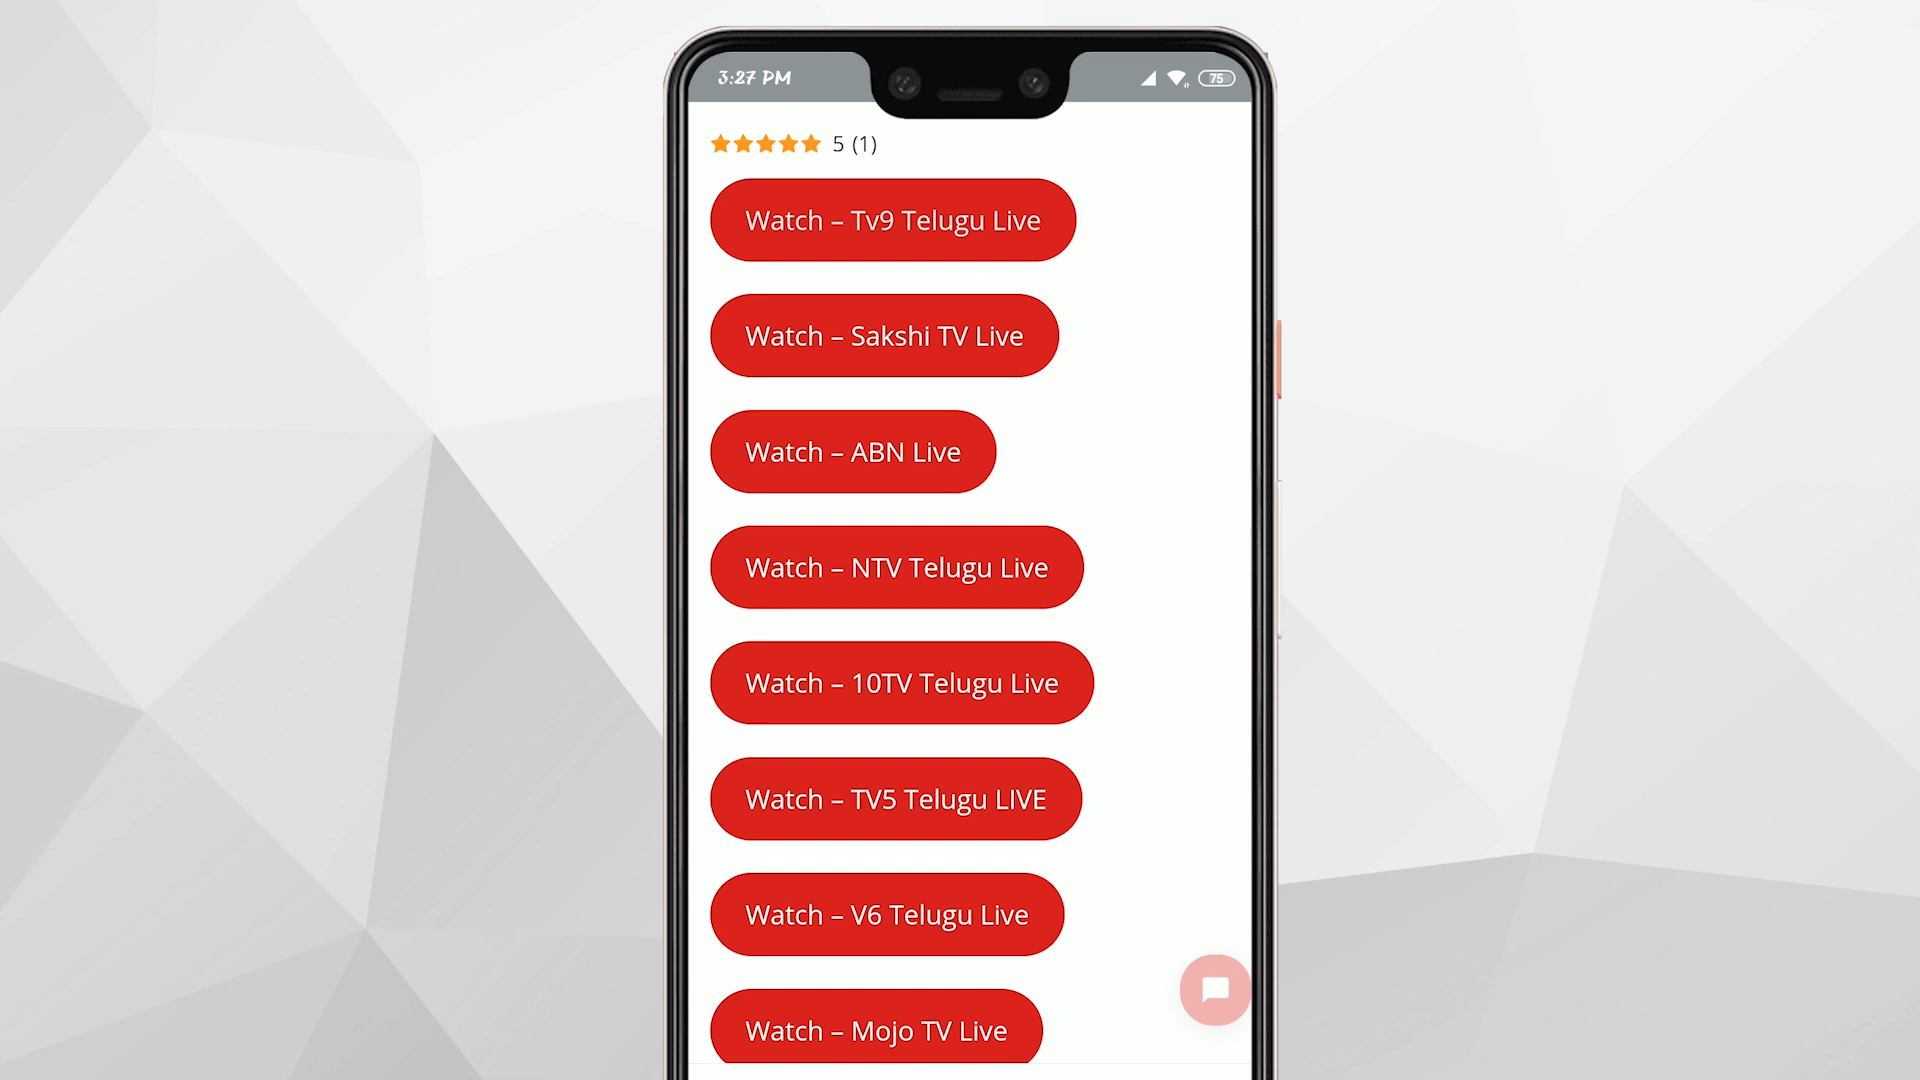 3:27 PM
75
5 (1)
Watch – Tv9 Telugu Live
Watch – Sakshi TV Live
Watch – ABN Live
Watch – NTV Telugu Live
Watch – 10TV Telugu Live
Watch – TV5 Telugu LIVE
Watch – V6 Telugu Live
Watch – Mojo TV Live